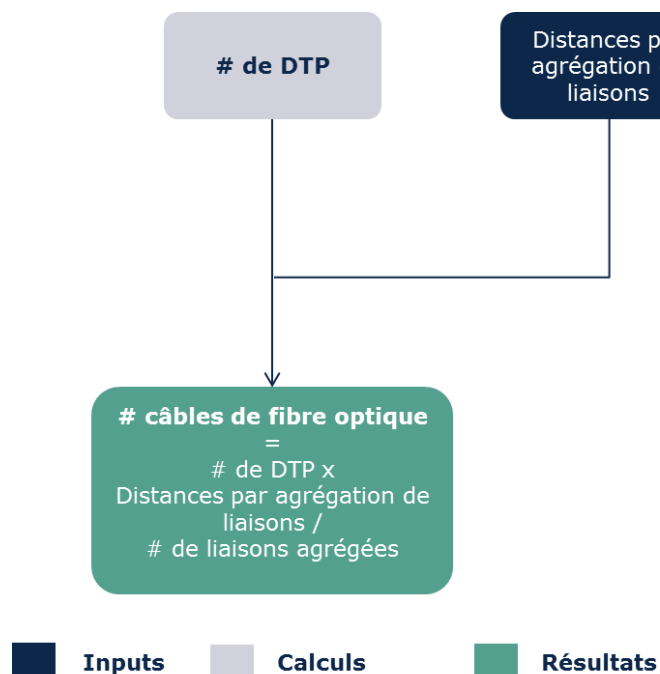 # de DTP
Distances
agrégation
liaisons
# câbles de fibre optique
=
# de DTP x
Distances par agrégation de
liaisons /
# de liaisons agrégées
Inputs
Calculs
Résultats